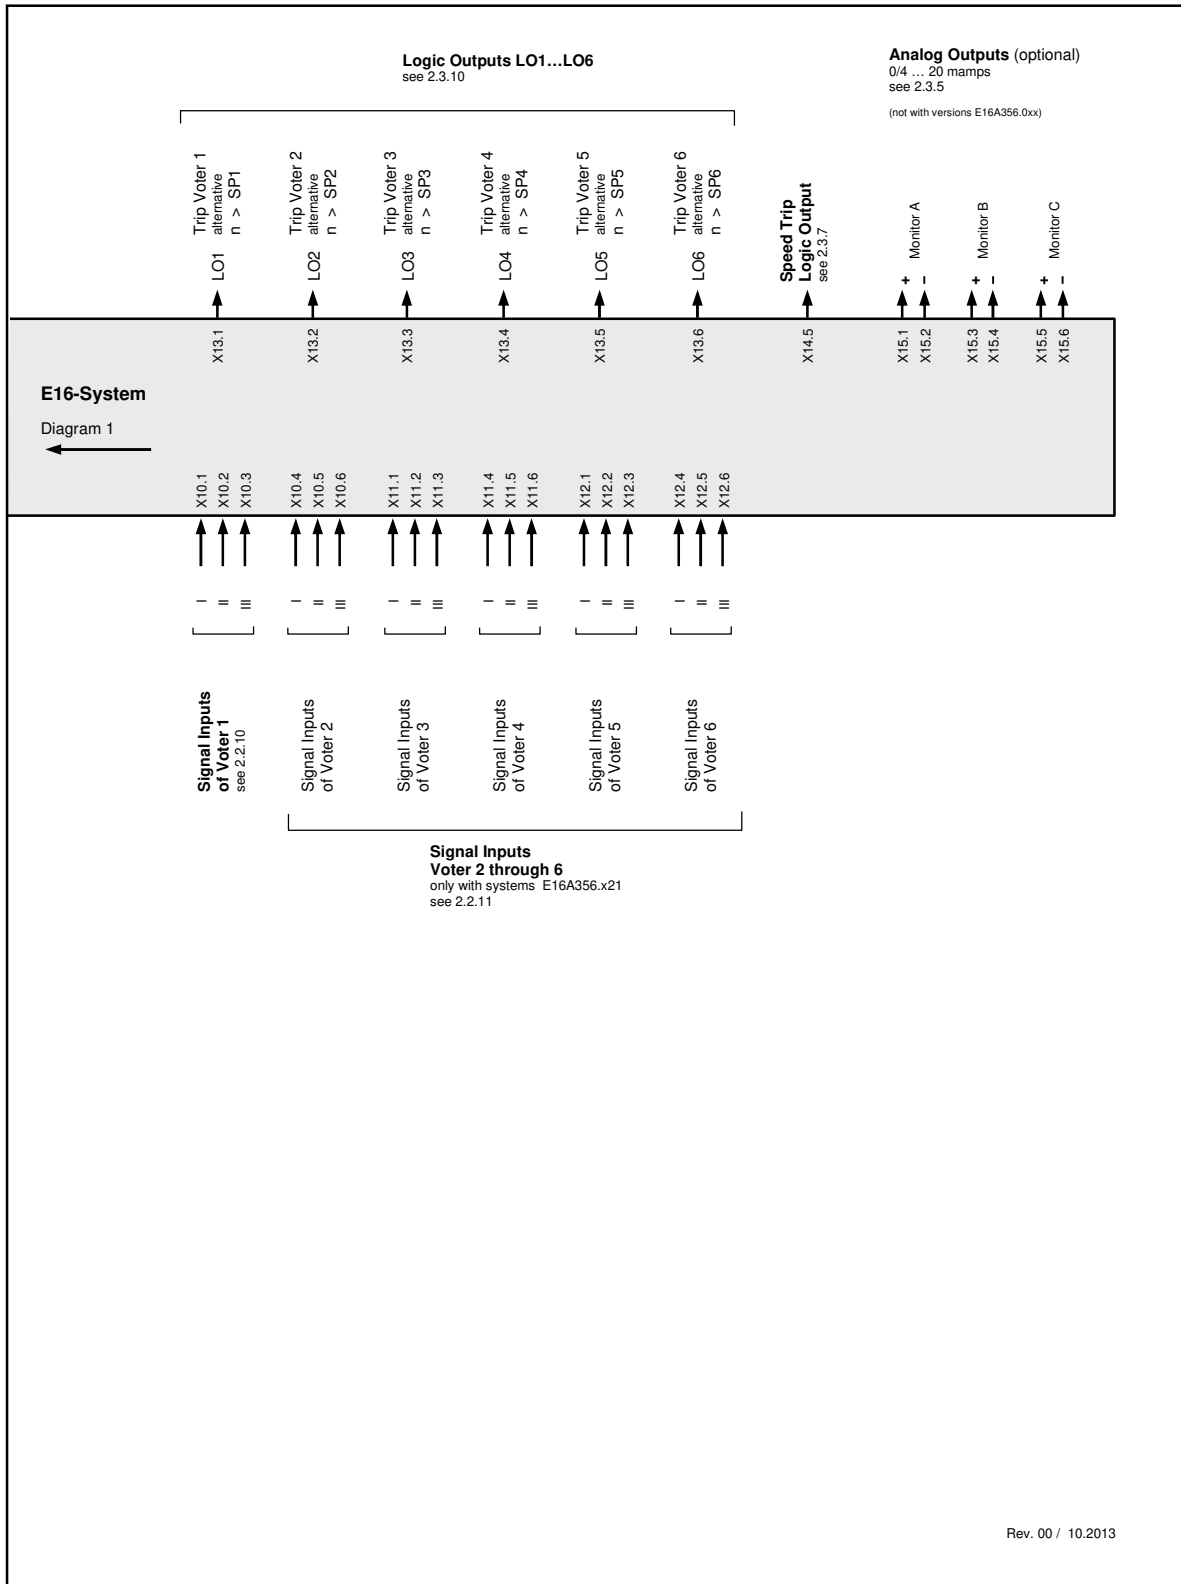 Logic Outputs LO1...LO6
see 2.3.10
Analog Outputs (optional)
0/4 ... 20 mamps
see 2.3.5
(not with versions E16A356.0xx)
Trip Voter 1
alternative
n > SP1
Trip Voter 2
alternative
n > SP2
Trip Voter 3
alternative
n > SP3
Trip Voter 4
alternative
n > SP4
Trip Voter 5
alternative
n > SP5
Trip Voter 6
alternative
n > SP6
Speed Trip
Logic Output
see 2.3.7
Monitor A
Monitor B
Monitor C
LO1
LO2
LO3
LO4
LO5
LO6
+
–
+
–
+
–
X13.1
X13.2
X13.3
X13.4
X13.5
X13.6
X14.5
X15.1
X15.2
X15.3
X15.4
X15.5
X15.6
E16-System
Diagram 1
X10.1
X10.2
X10.3
X10.4
X10.5
X10.6
X11.1
X11.2
X11.3
X11.4
X11.5
X11.6
X12.1
X12.2
X12.3
X12.4
X12.5
X12.6
I
II
III
I
II
III
I
II
III
I
II
III
I
II
III
I
II
III
Signal Inputs
of Voter 1
see 2.2.10
Signal Inputs
of Voter 2
Signal Inputs
of Voter 3
Signal Inputs
of Voter 4
Signal Inputs
of Voter 5
Signal Inputs
of Voter 6
Signal Inputs
Voter 2 through 6
only with systems E16A356.x21
see 2.2.11
Rev. 00 / 10.2013